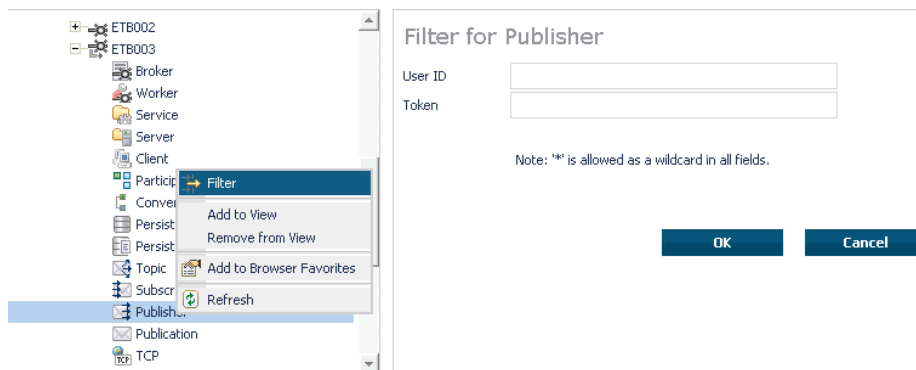 ETB002
ETB003
Broker
Worker
Service
Server
Client
Particip
Conver
Persist
Persist
Topic
Subscr
Publisher
Publication
TCP
Filter
Add to View
Remove from View
Add to Browser Favorites
Refresh
Filter for Publisher
User ID
Token
Note: '*' is allowed as a wildcard in all fields.
OK
Cancel